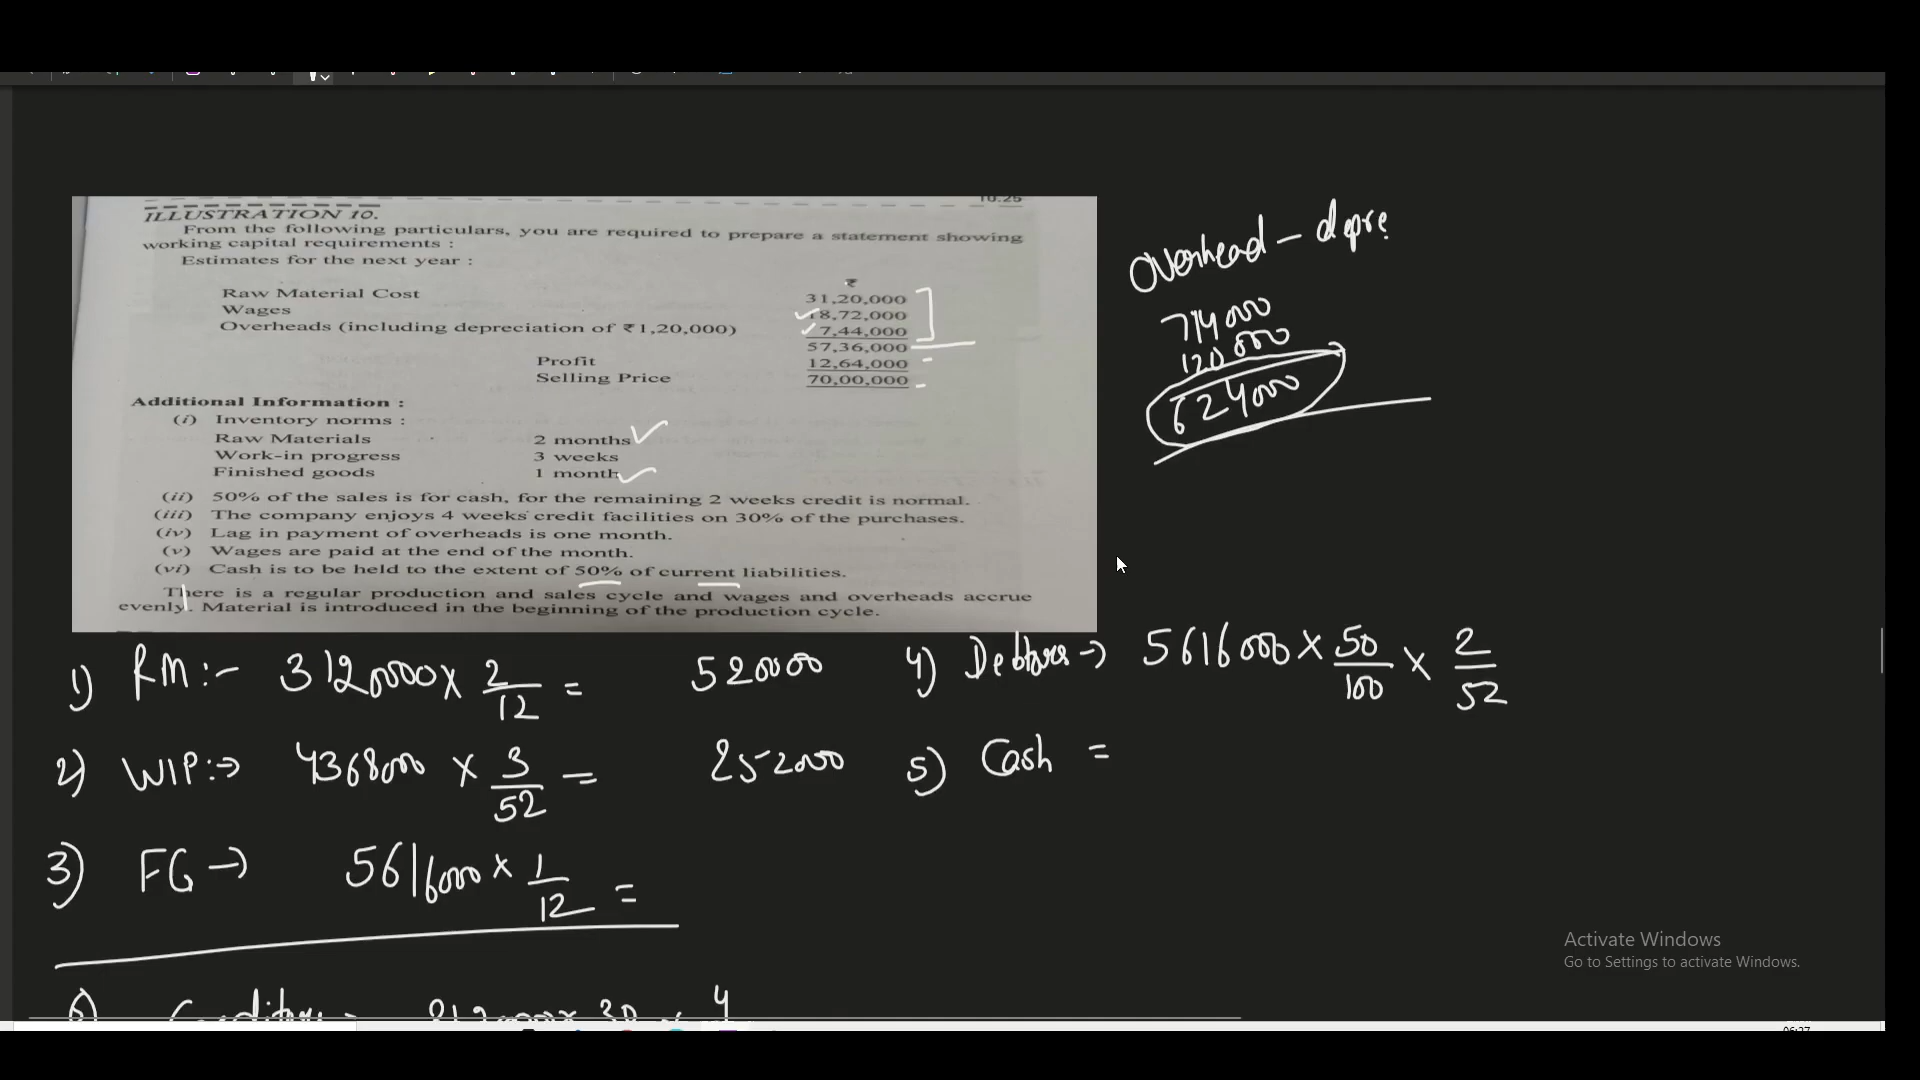 10.25
ILLUSTRATION 10.
From the following particulars, you are required to prepare a statement showing
working capital requirements :
Estimates for the next year :
₹
Raw Material Cost 31,20,000
Wages 18,72,000
Overheads (including depreciation of ₹1,20,000) 7,44,000
57,36,000
Profit 12,64,000
Selling Price 70,00,000
Additional Information :
(i) Inventory norms :
Raw Materials 2 months
Work-in progress 3 weeks
Finished goods 1 month
(ii) 50% of the sales is for cash, for the remaining 2 weeks credit is normal.
(iii) The company enjoys 4 weeks credit facilities on 30% of the purchases.
(iv) Lag in payment of overheads is one month.
(v) Wages are paid at the end of the month.
(vi) Cash is to be held to the extent of 50% of current liabilities.
There is a regular production and sales cycle and wages and overheads accrue
evenly. Material is introduced in the beginning of the production cycle.
Overhead - depre
744000
120000
624000
1) RM :- 3120000 x 2/12 = 520000
2) WIP :→ 4368000 x 3/52 = 252000
3) FG → 5616000 x 1/12 =
4) Debtors → 5616000 x 50/100 x 2/52
5) Cash =
Activate Windows
Go to Settings to activate Windows.